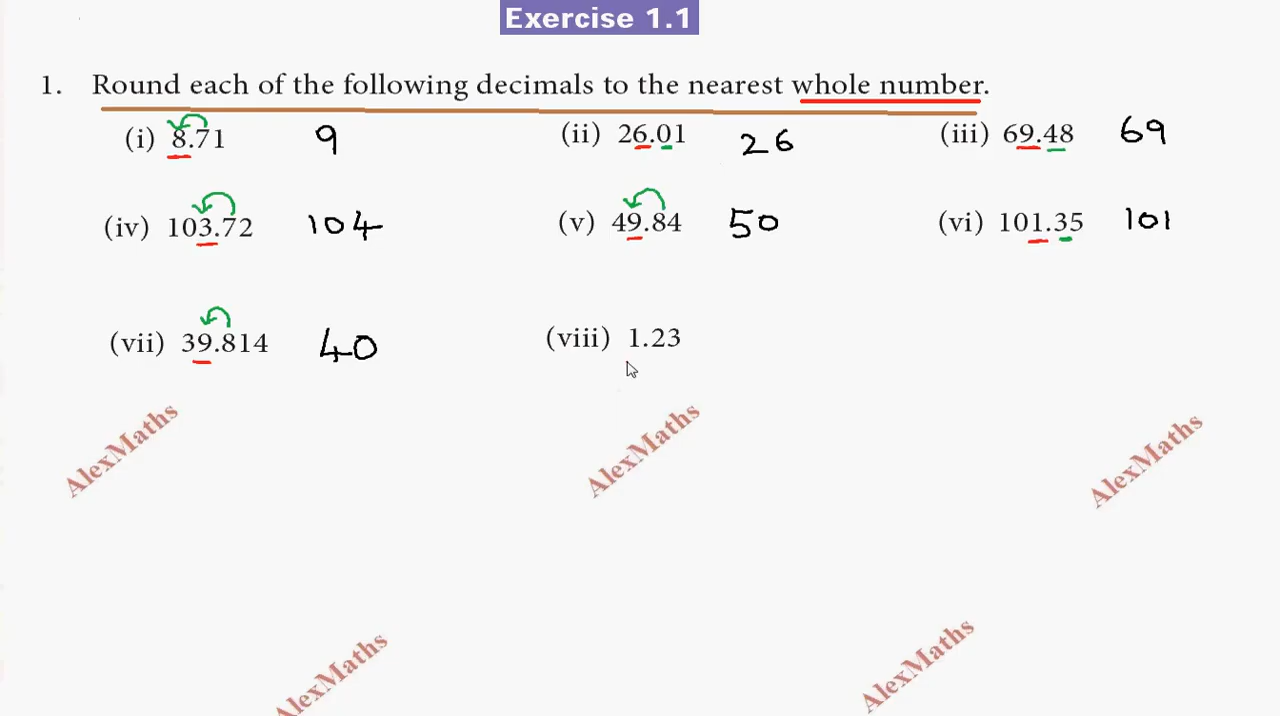 Exercise 1.1
1. Round each of the following decimals to the nearest whole number.
(i) 8.71 9 (ii) 26.01 26 (iii) 69.48 69
(iv) 103.72 104 (v) 49.84 50 (vi) 101.35 101
(vii) 39.814 40 (viii) 1.23
AlexMaths AlexMaths AlexMaths
AlexMaths AlexMaths